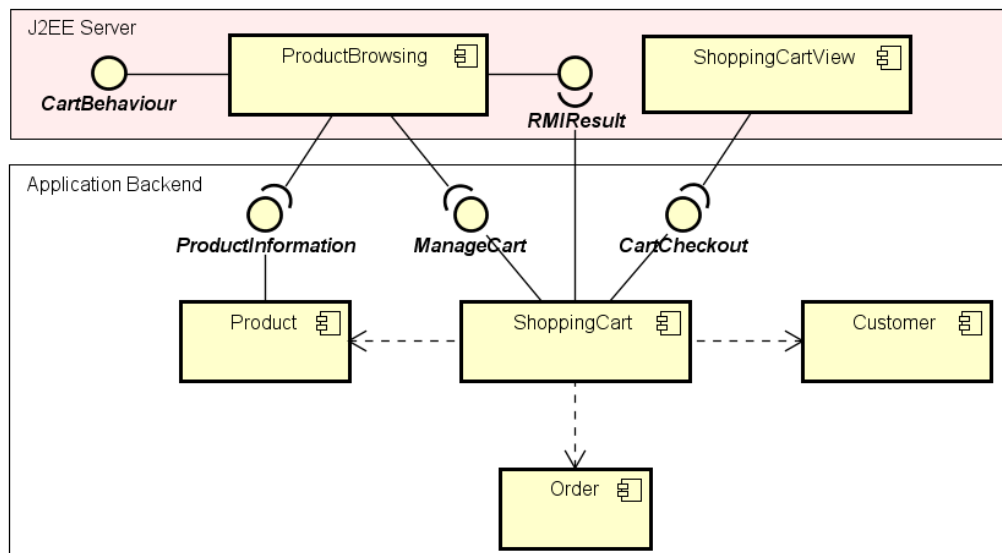 J2EE Server
ProductBrowsing
ShoppingCartView
CartBehaviour
RMIResult
Application Backend
ProductInformation
ManageCart
CartCheckout
Product
ShoppingCart
Customer
Order